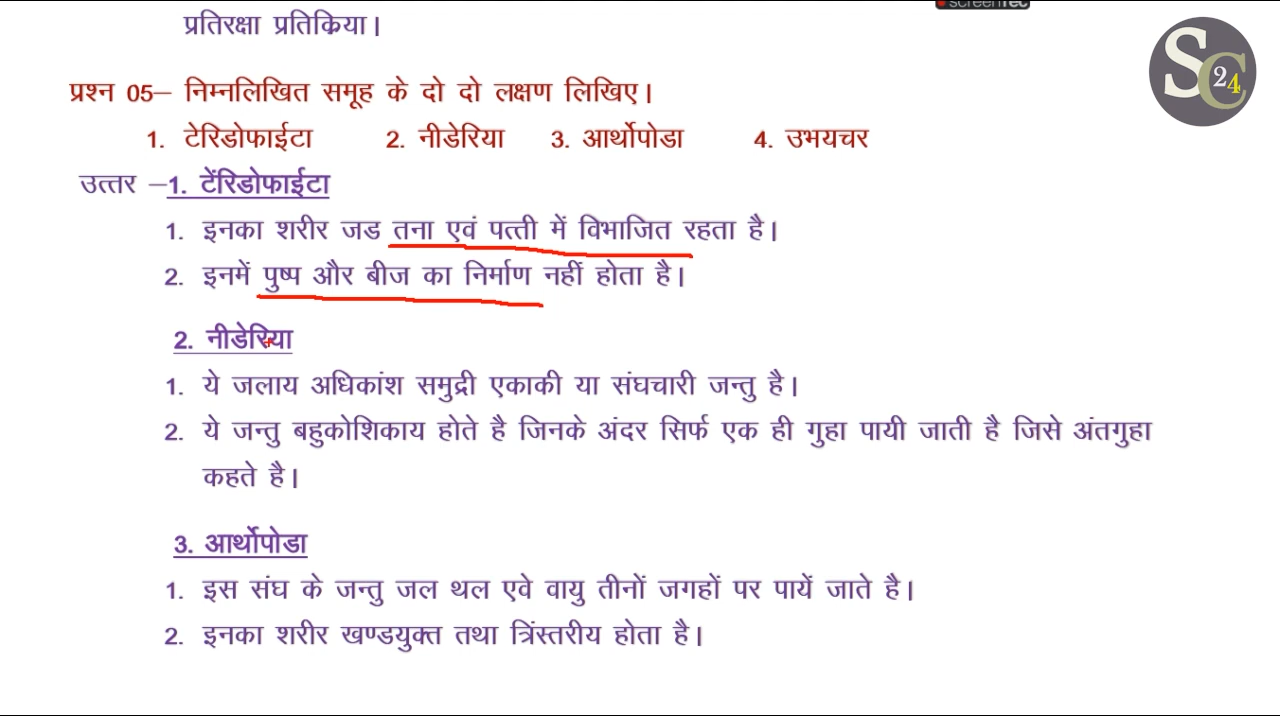 screenrec
प्रतिरक्षा प्रतिक्रिया।
SC24
प्रश्न 05– निम्नलिखित समूह के दो दो लक्षण लिखिए।
1. टेरिडोफाईटा 2. नीडेरिया 3. आर्थोपोडा 4. उभयचर
उत्तर –1. टेंरिडोफाईटा
1. इनका शरीर जड तना एवं पत्ती में विभाजित रहता है।
2. इनमें पुष्प और बीज का निर्माण नहीं होता है।
2. नीडेरिया
1. ये जलाय अधिकांश समुद्री एकाकी या संघचारी जन्तु है।
2. ये जन्तु बहुकोशिकाय होते है जिनके अंदर सिर्फ एक ही गुहा पायी जाती है जिसे अंतगुहा
कहते है।
3. आर्थोपोडा
1. इस संघ के जन्तु जल थल एवे वायु तीनों जगहों पर पायें जाते है।
2. इनका शरीर खण्डयुक्त तथा त्रिंस्तरीय होता है।